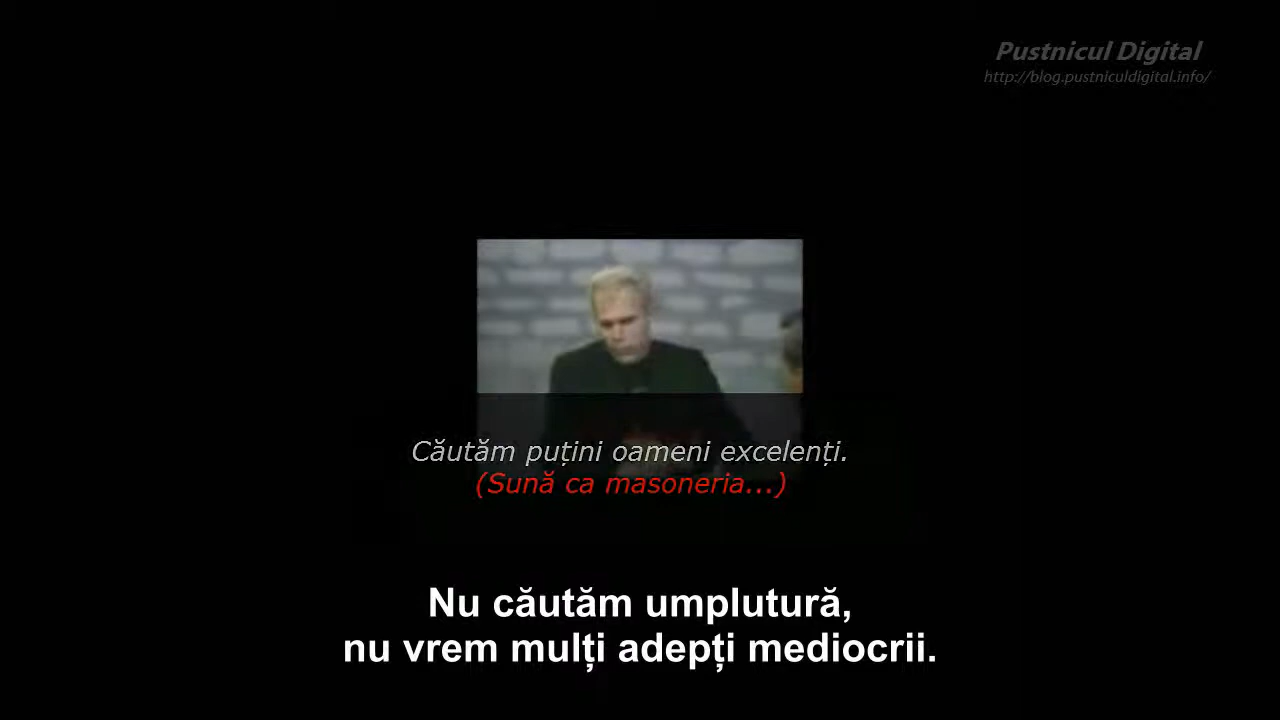 Pustnicul Digital
http://blog.pustniculdigital.info/
Căutăm puțini oameni excelenți.
(Sună ca masoneria...)
Nu căutăm umplutură,
nu vrem mulți adepți mediocrii.